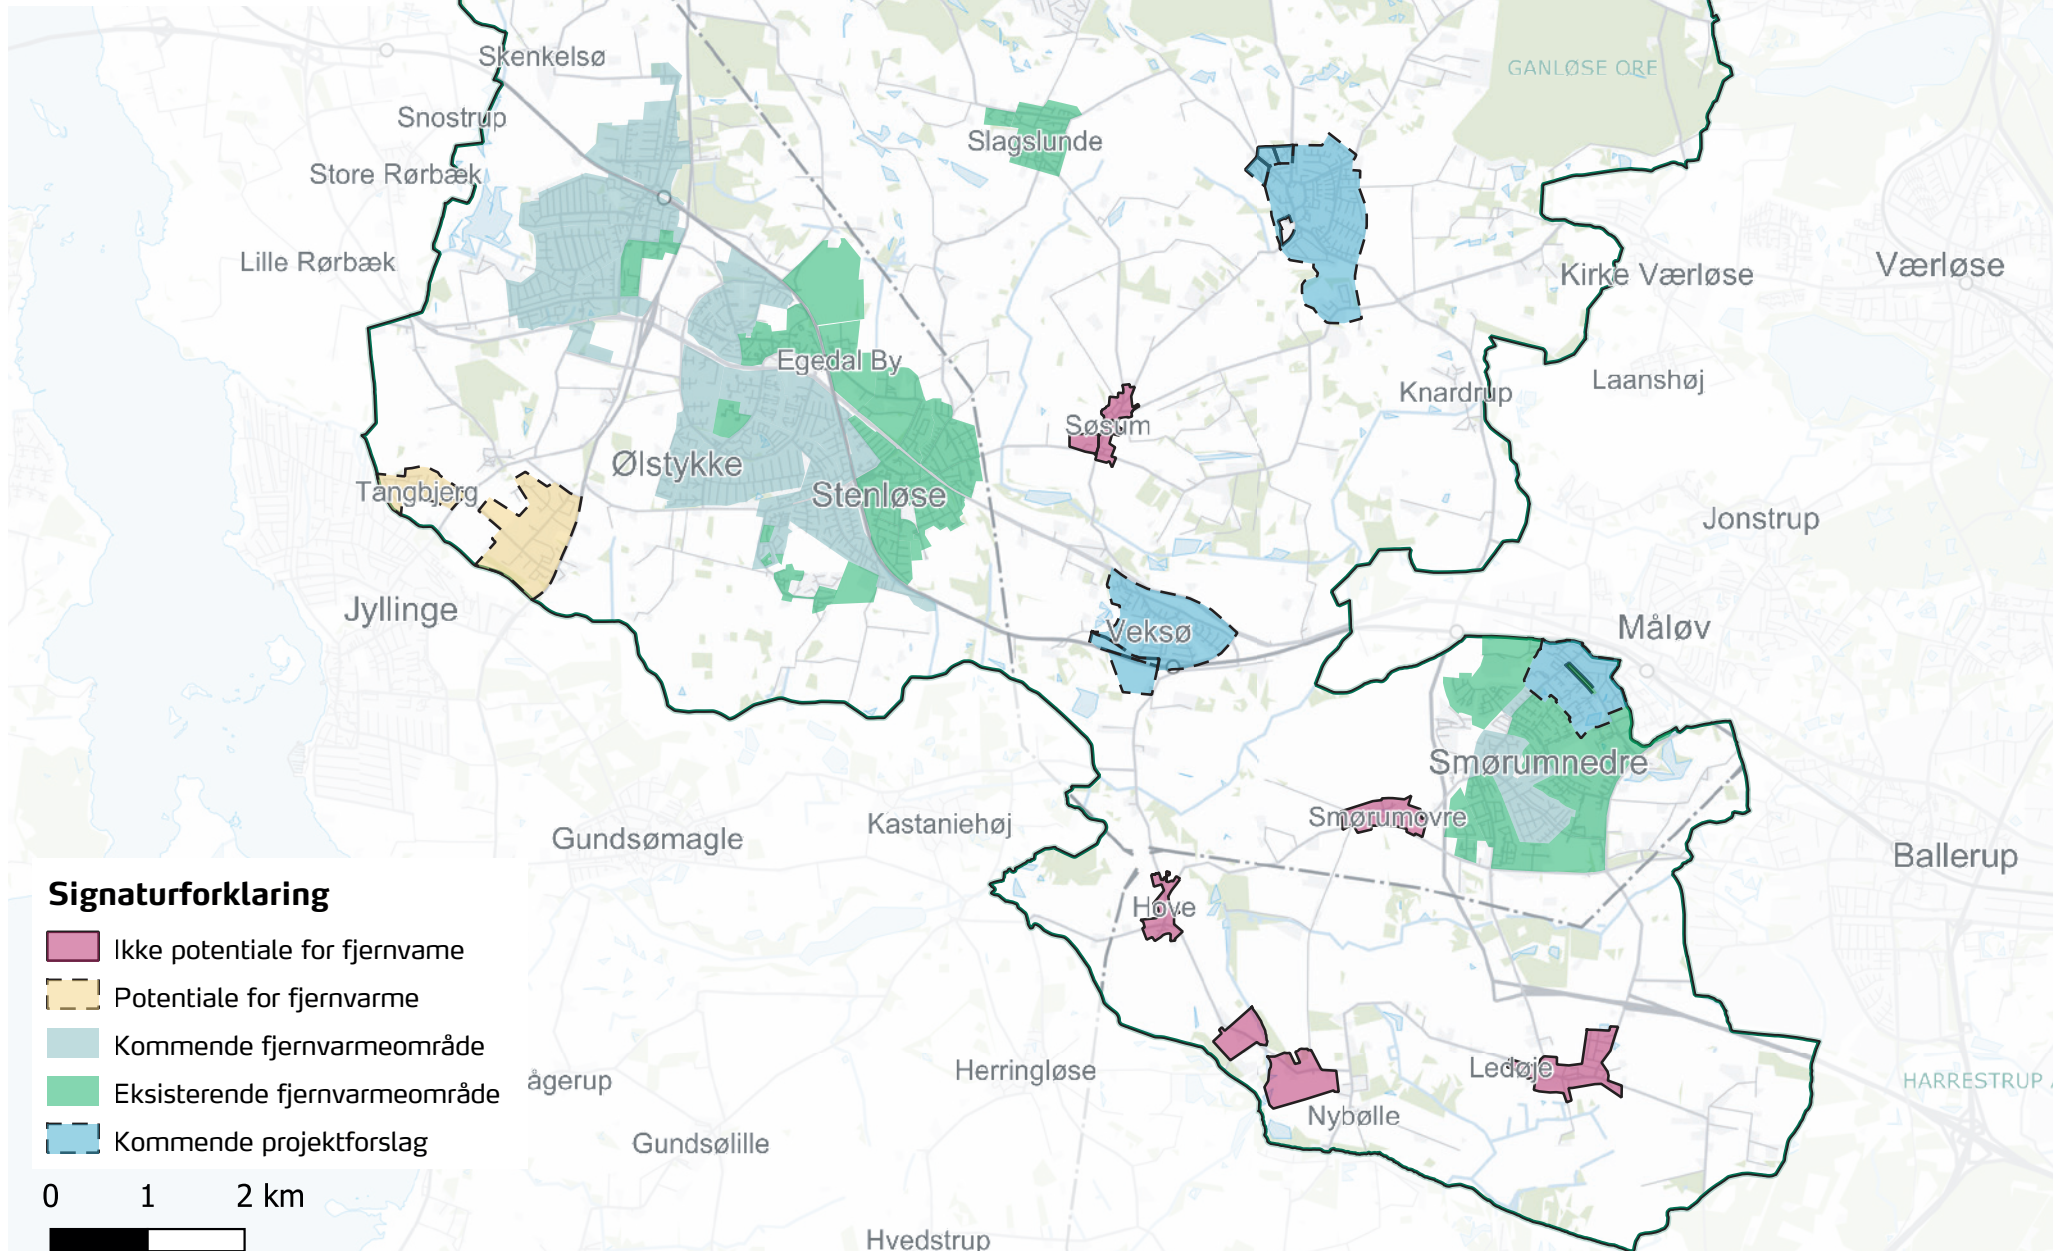 Skenkelsø
GANLØSE ORE
Snostrup
Slagslunde
Store Rørbæk
Lille Rørbæk
Kirke Værløse
Værløse
Egedal By
Laanshøj
Knardrup
Søsum
Ølstykke
Tangbjerg
Stenløse
Jonstrup
Jyllinge
Veksø
Måløv
Smørumnedre
Smørumovre
Kastaniehøj
Gundsømagle
Ballerup
Hove
Signaturforklaring
Ikke potentiale for fjernvame
Potentiale for fjernvarme
Kommende fjernvarmeområde
Eksisterende fjernvarmeområde
Kommende projektforslag
0 1 2 km
Herringløse
Ledøje
ågerup
HARRESTRUP
Nybølle
Gundsølille
Hvedstrup